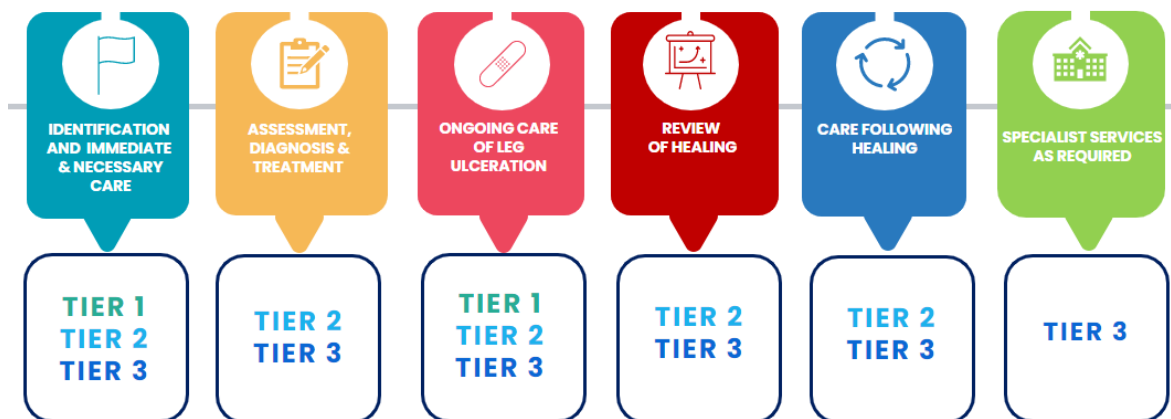 IDENTIFICATION
AND IMMEDIATE
& NECESSARY
CARE
ASSESSMENT,
DIAGNOSIS &
TREATMENT
ONGOING CARE
OF LEG
ULCERATION
REVIEW
OF HEALING
CARE FOLLOWING
HEALING
SPECIALIST SERVICES
AS REQUIRED
TIER 1
TIER 2
TIER 3
TIER 2
TIER 3
TIER 1
TIER 2
TIER 3
TIER 2
TIER 3
TIER 2
TIER 3
TIER 3